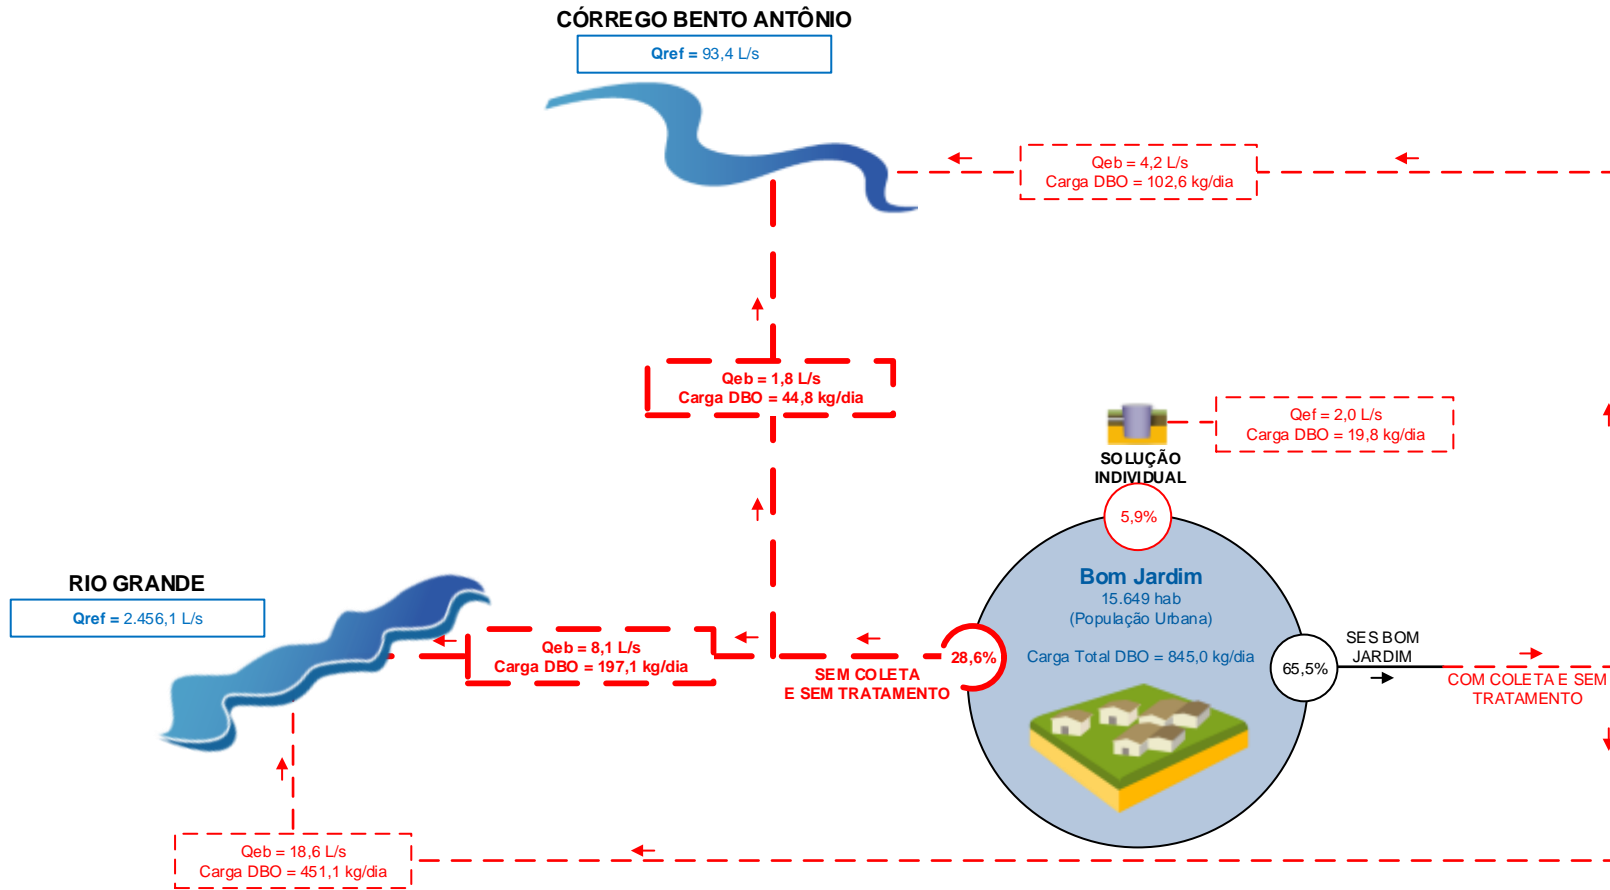 CÓRREGO BENTO ANTÔNIO
Qref = 93,4 L/s
Qeb = 4,2 L/s
Carga DBO = 102,6 kg/dia
Qeb = 1,8 L/s
Carga DBO = 44,8 kg/dia
Qef = 2,0 L/s
Carga DBO = 19,8 kg/dia
SOLUÇÃO
INDIVIDUAL
5,9%
RIO GRANDE
Qref = 2.456,1 L/s
Bom Jardim
15.649 hab
(População Urbana)
Carga Total DBO = 845,0 kg/dia
Qeb = 8,1 L/s
Carga DBO = 197,1 kg/dia
SEM COLETA
E SEM TRATAMENTO
28,6%
65,5%
SES BOM
JARDIM
COM COLETA E SEM
TRATAMENTO
Qeb = 18,6 L/s
Carga DBO = 451,1 kg/dia